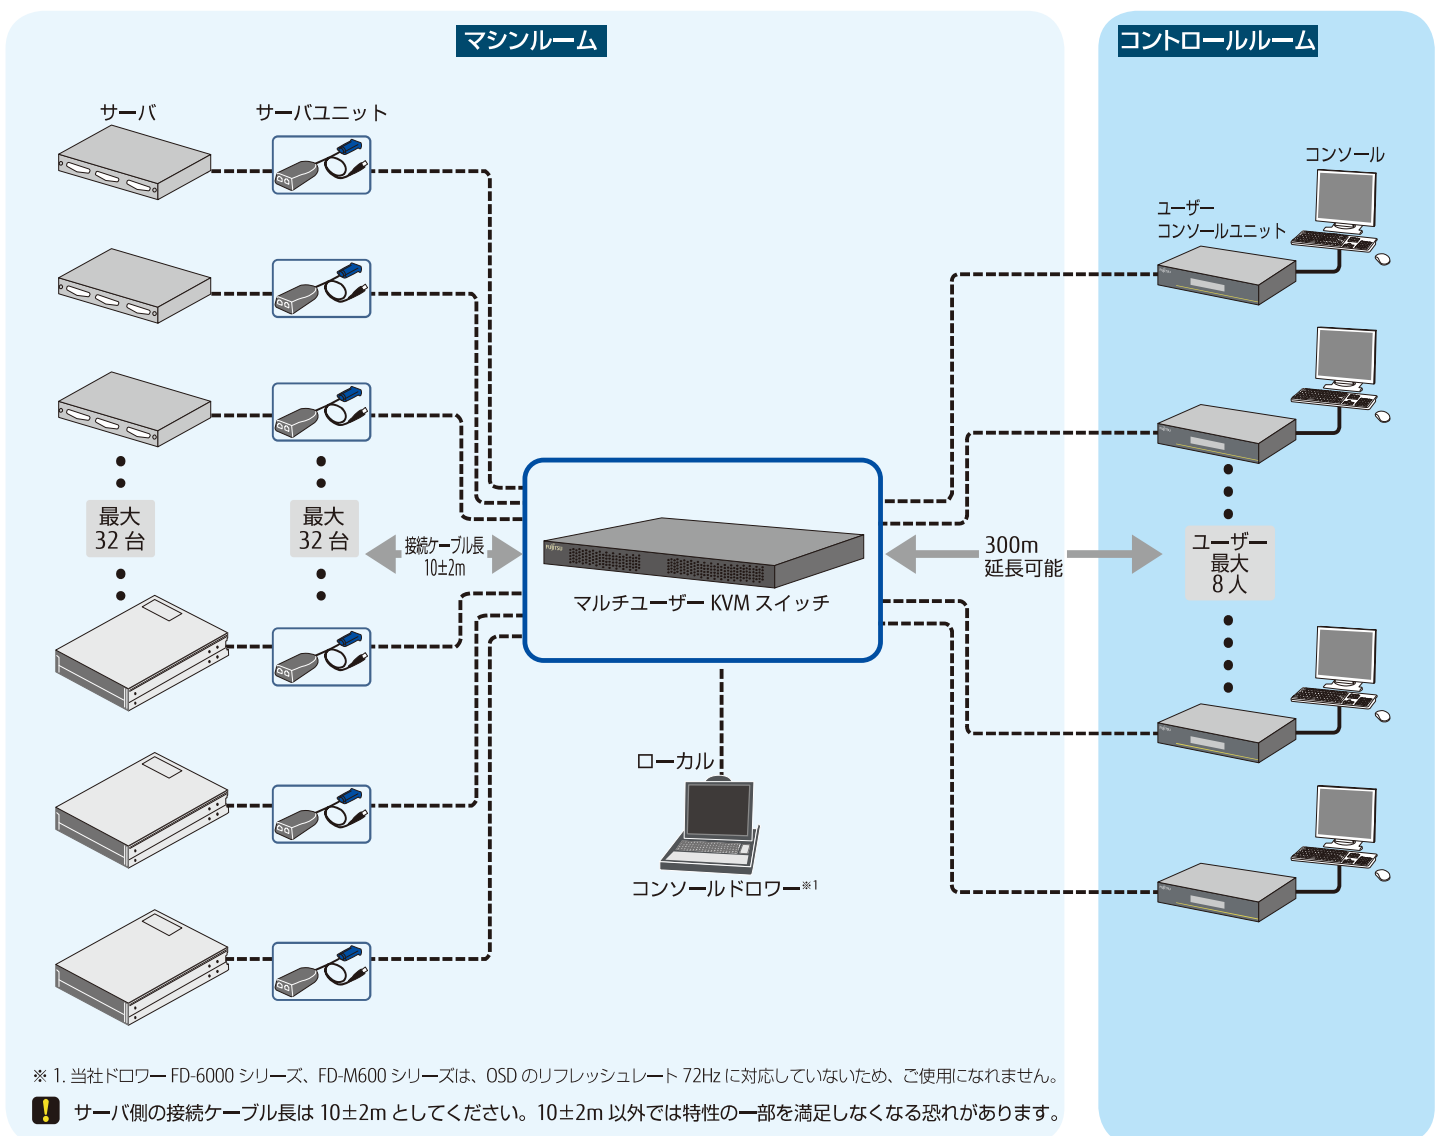 マシンルーム
コントロールルーム
サーバ
サーバユニット
コンソール
ユーザー
コンソールユニット
最大
32 台
最大
32 台
接続ケーブル長
10±2m
FUJITSU
マルチユーザー KVM スイッチ
300m
延長可能
ユーザー
最大
8 人
ローカル
コンソールドロワー※1
※ 1. 当社ドロワー FD-6000 シリーズ、FD-M600 シリーズは、OSD のリフレッシュレート 72Hz に対応していないため、ご使用になれません。
! サーバ側の接続ケーブル長は 10±2m としてください。10±2m 以外では特性の一部を満足しなくなる恐れがあります。